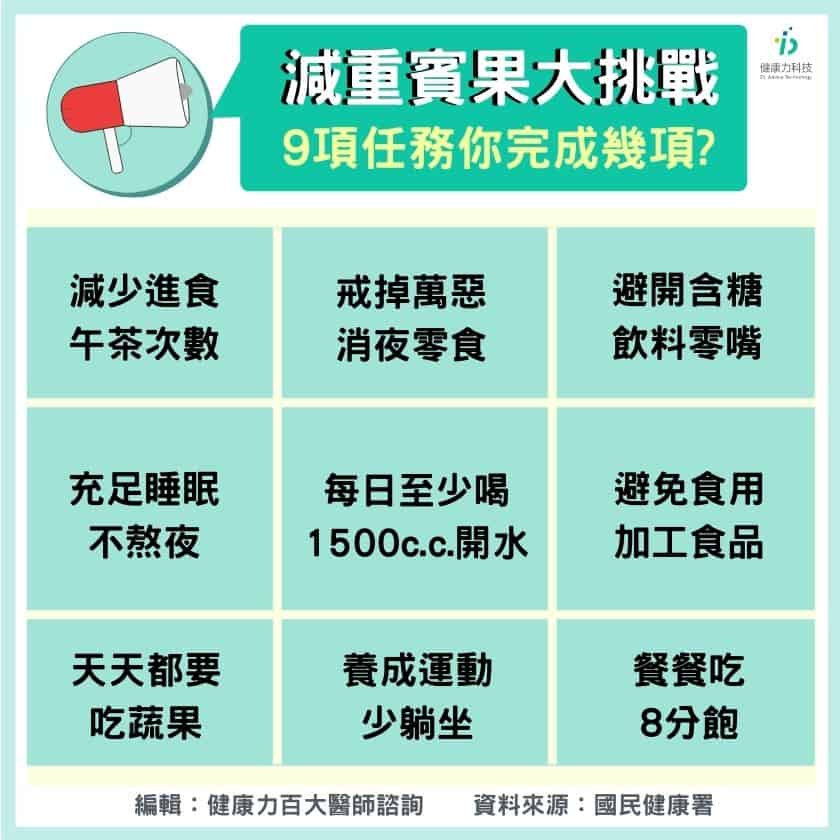 減重賓果大挑戰
9項任務你完成幾項?
健康力科技
Dr. Advice Technology
減少進食
午茶次數
戒掉萬惡
消夜零食
避開含糖
飲料零嘴
充足睡眠
不熬夜
每日至少喝
1500c.c.開水
避免食用
加工食品
天天都要
吃蔬果
養成運動
少躺坐
餐餐吃
8分飽
編輯：健康力百大醫師諮詢
資料來源：國民健康署